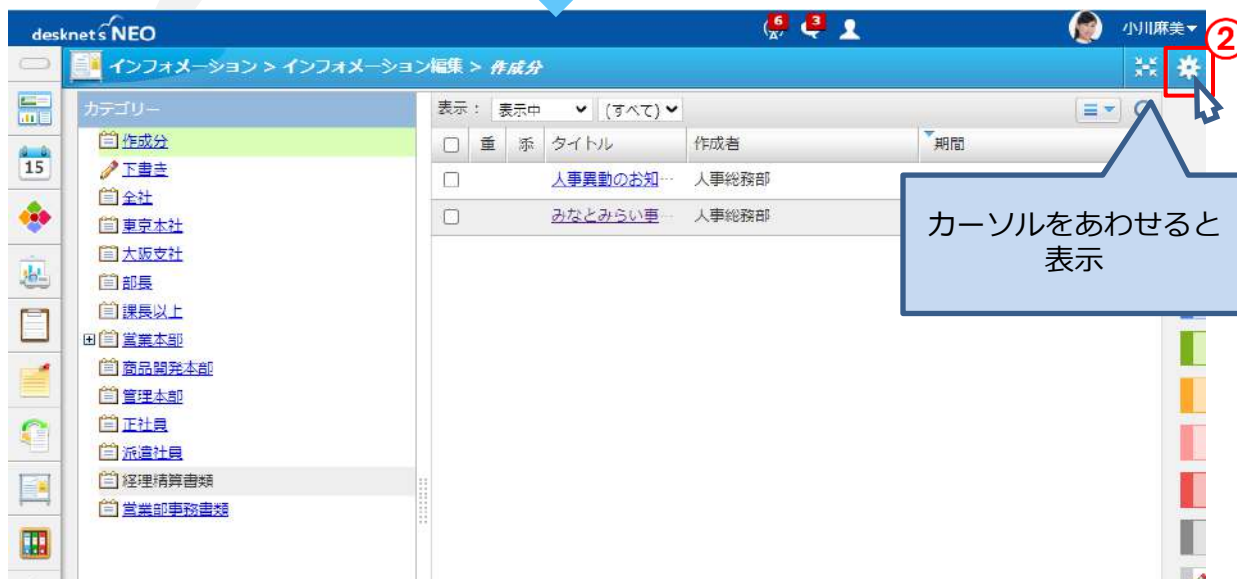 desknet's NEO
6
3
小川麻美
②
インフォメーション > インフォメーション編集 > 作成分
カテゴリー
表示： 表示中 (すべて)
作成分
重 添 タイトル 作成者 期間
15
下書き
人事異動のお知… 人事総務部
全社
みなとみらい事… 人事総務部
東京本社
カーソルをあわせると
表示
大阪支社
部長
課長以上
営業本部
商品開発本部
管理本部
正社員
派遣社員
経理精算書類
営業部事務書類